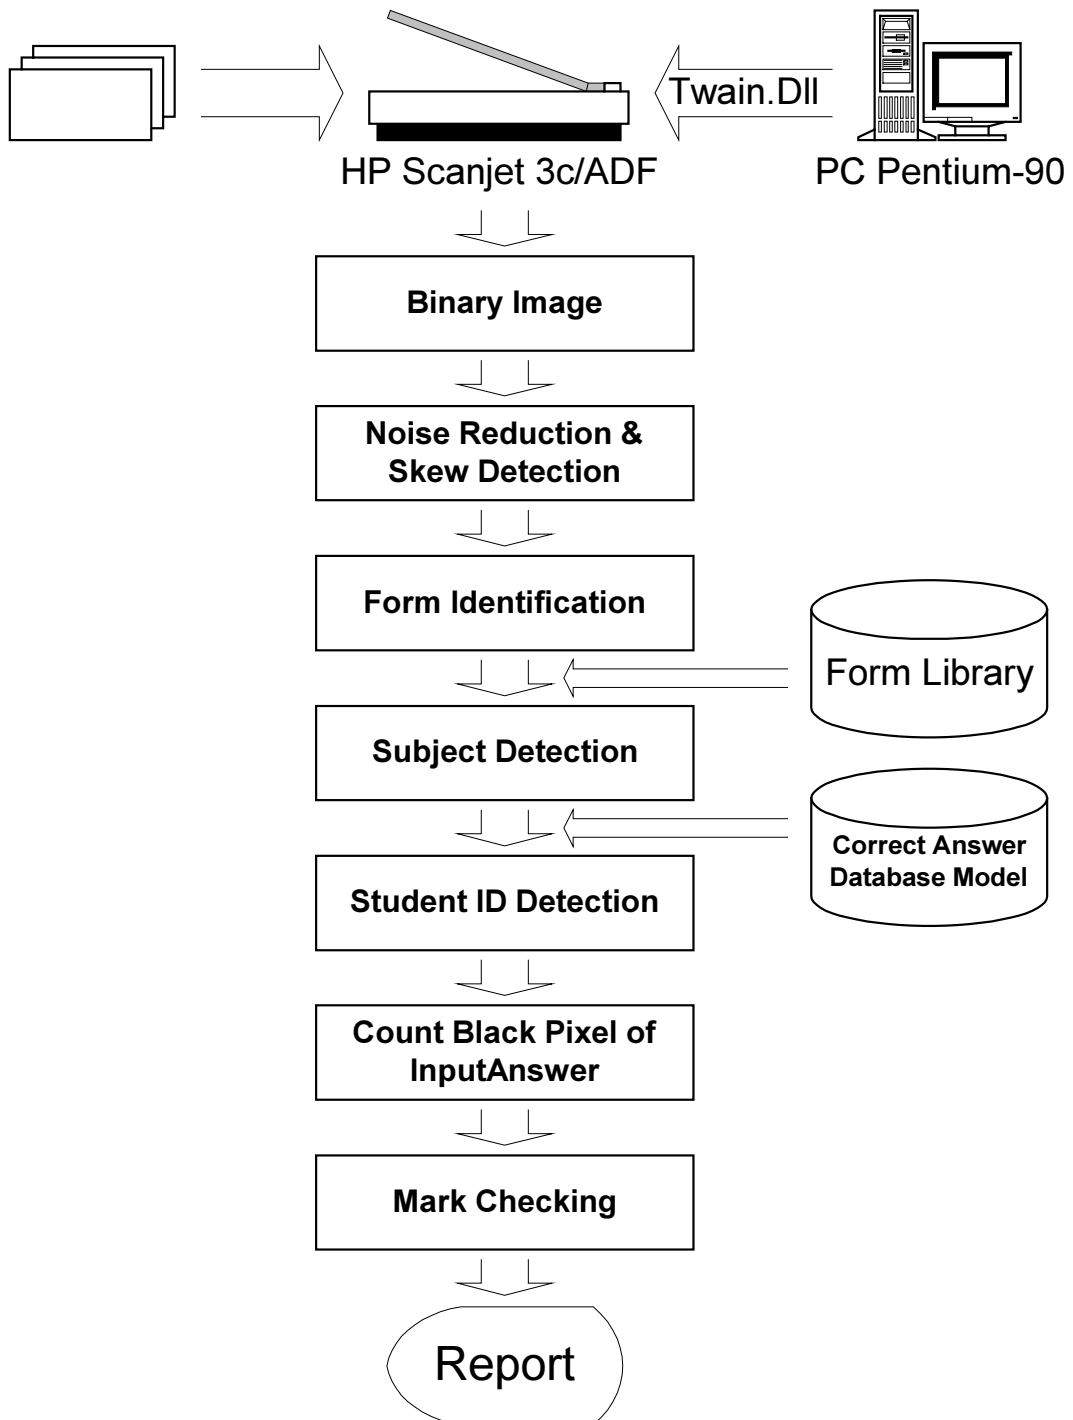 Twain.Dll
HP Scanjet 3c/ADF
PC Pentium-90
Binary Image
Noise Reduction &
Skew Detection
Form Identification
Form Library
Subject Detection
Correct Answer
Database Model
Student ID Detection
Count Black Pixel of
InputAnswer
Mark Checking
Report